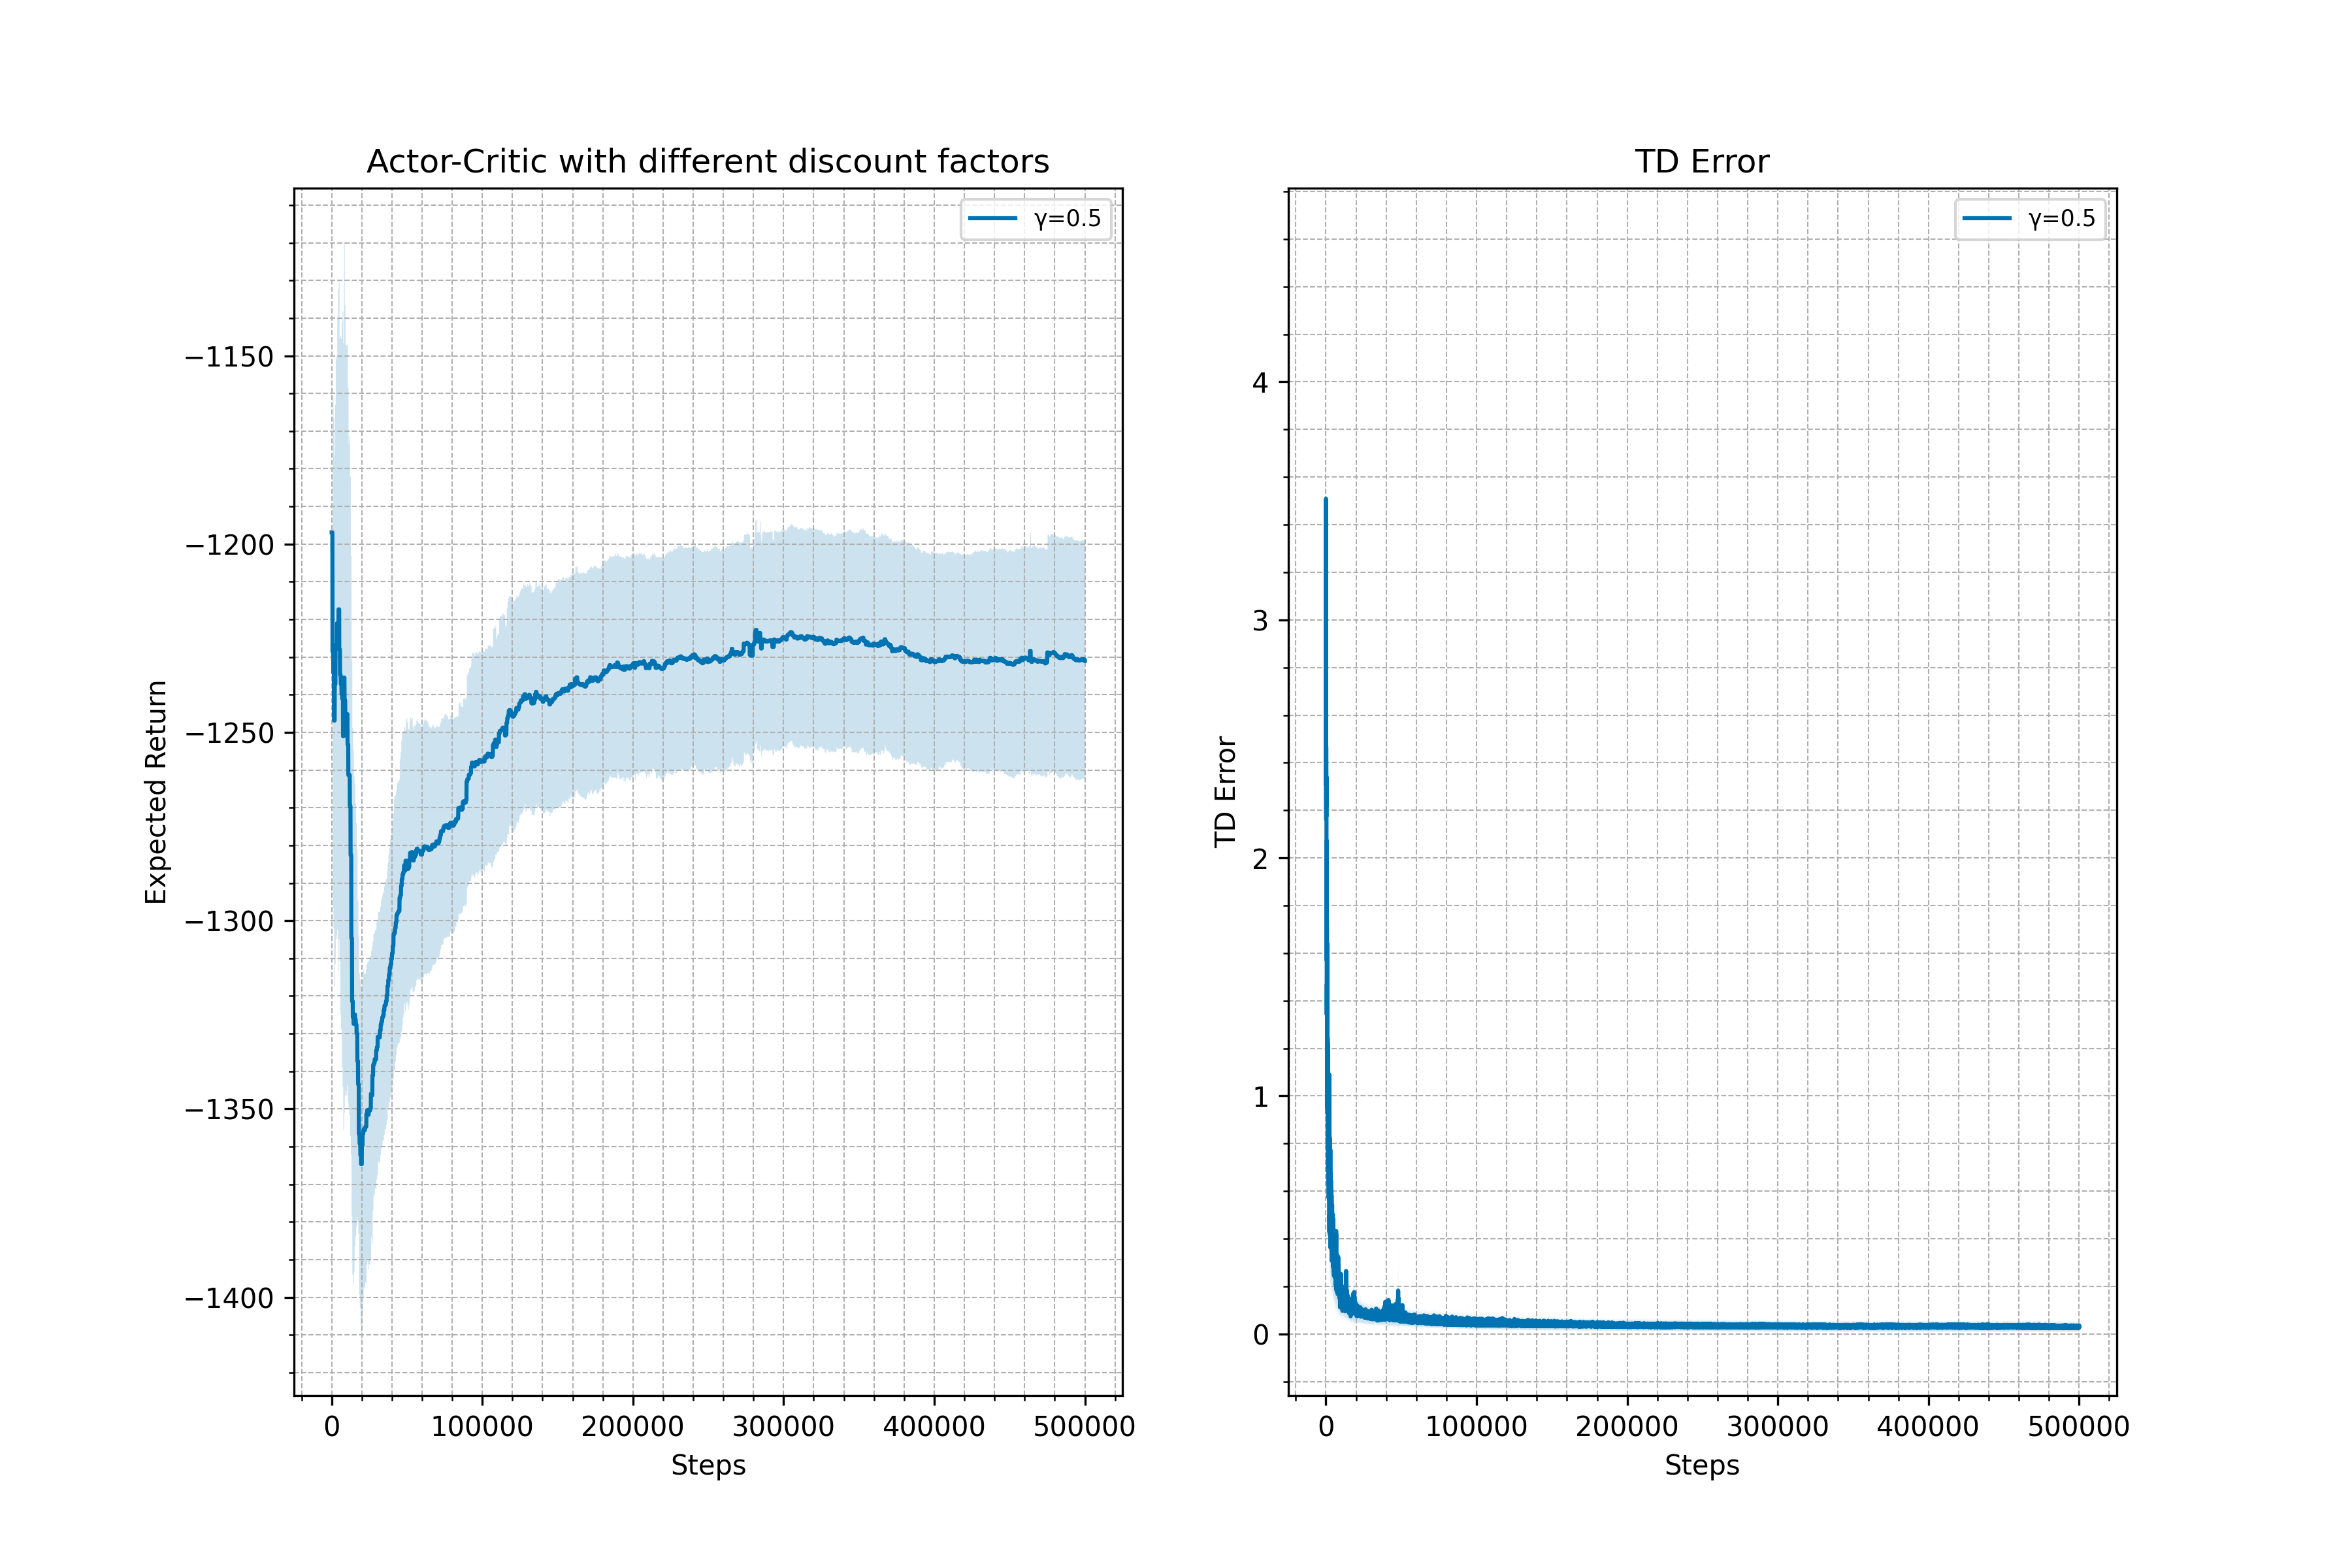 Actor-Critic with different discount factors
γ=0.5
Expected Return
−1150
−1200
−1250
−1300
−1350
−1400
0 100000 200000 300000 400000 500000
Steps
TD Error
γ=0.5
TD Error
4
3
2
1
0
0 100000 200000 300000 400000 500000
Steps